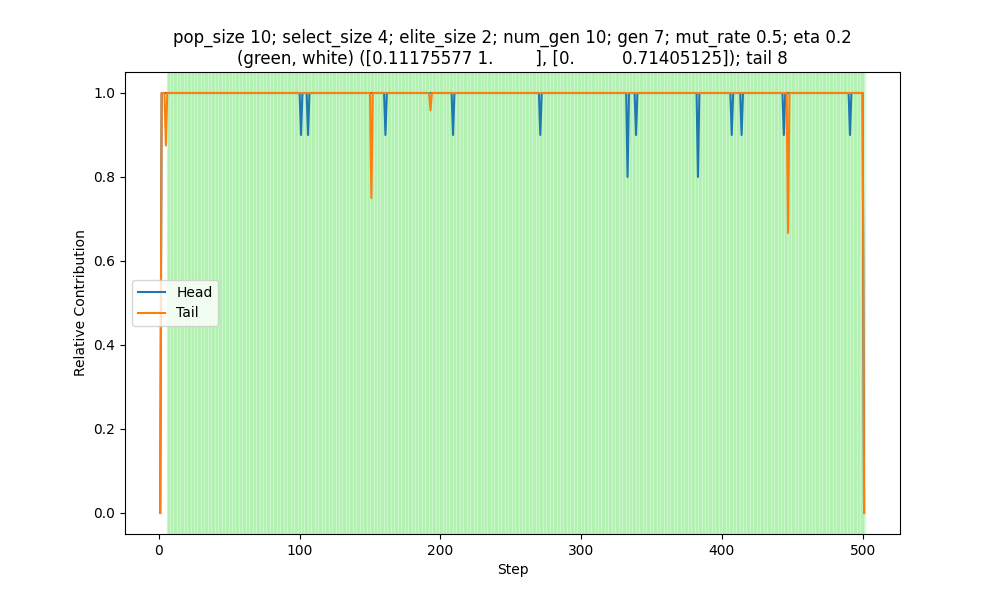 pop_size 10; select_size 4; elite_size 2; num_gen 10; gen 7; mut_rate 0.5; eta 0.2
(green, white) ([0.11175577 1.        ], [0.         0.71405125]); tail 8
1.0
0.8
0.6
0.4
0.2
0.0
Relative Contribution
Head
Tail
0 100 200 300 400 500
Step